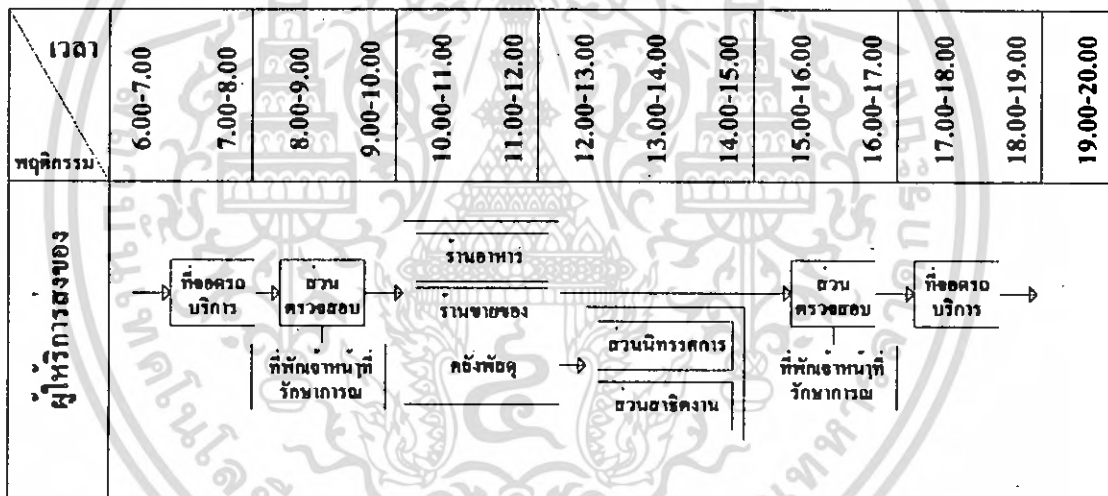 เวลา
พฤติกรรม
6.00-7.00
7.00-8.00
8.00-9.00
9.00-10.00
10.00-11.00
11.00-12.00
12.00-13.00
13.00-14.00
14.00-15.00
15.00-16.00
16.00-17.00
17.00-18.00
18.00-19.00
19.00-20.00
ผู้ให้ริการสงของ
ที่จอดรถ
บริการ
ส่วน
ตรวจสอบ
ที่พักเจ้าหน้าที่
รักษาการณ
ร้านอาหาร
ร้านขายของ
คลังพัสดุ
ส่วนนิทรรศการ
ส่วนสาธิตงาน
ส่วน
ตรวจสอบ
ที่พักเจ้าหน้าที่
รักษาการณ
ที่จอดรถ
บริการ